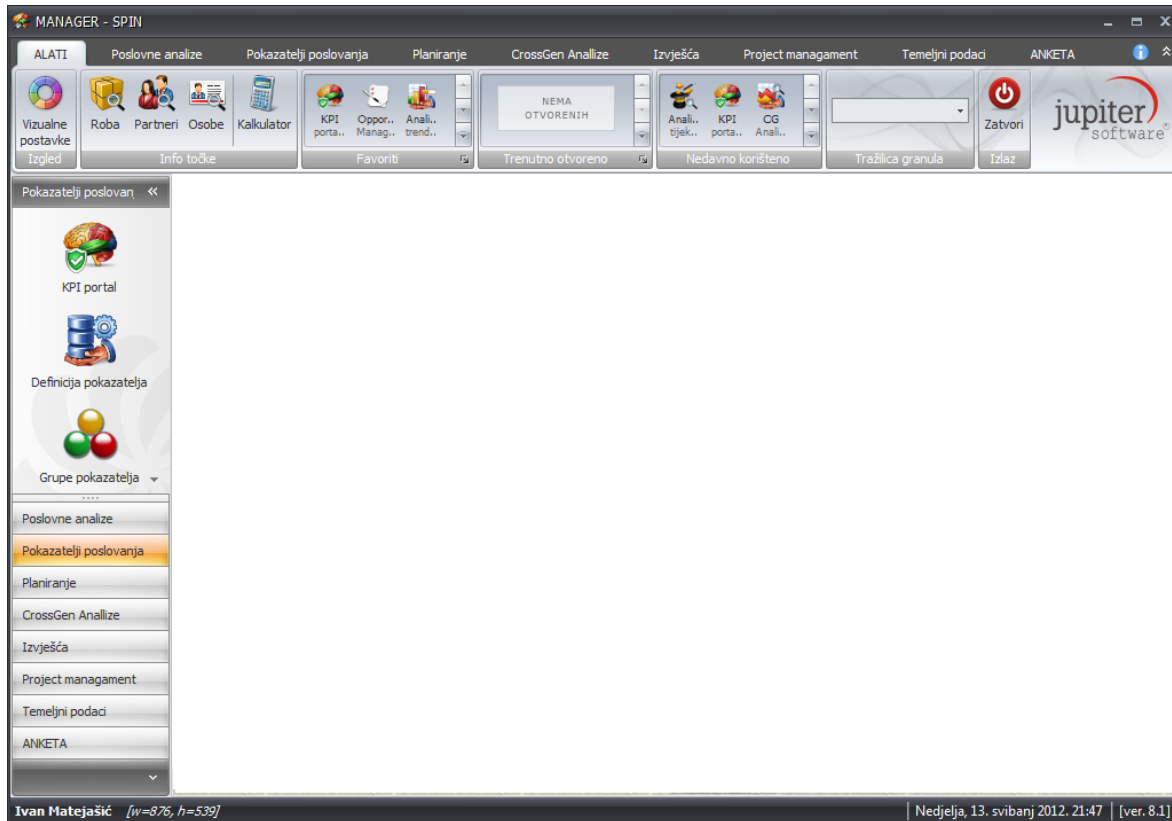 MANAGER - SPIN
ALATI Poslovne analize Pokazatelji poslovanja Planiranje CrossGen Anallize Izvješća Project managament Temeljni podaci ANKETA
Vizualne postavke
Roba Partneri Osobe Kalkulator
KPI porta.. Oppor.. Manag.. Anali.. trend..
NEMA
OTVORENIH
Anali.. tijek.. KPI porta.. CG Anali..
Zatvori
jupiter
software
Izgled Info točke Favoriti Trenutno otvoreno Nedavno korišteno Tražilica granula Izlaz
Pokazatelji poslovan
KPI portal
Definicija pokazatelja
Grupe pokazatelja
Poslovne analize
Pokazatelji poslovanja
Planiranje
CrossGen Anallize
Izvješća
Project managament
Temeljni podaci
ANKETA
Ivan Matejašić [w=876, h=539] Nedjelja, 13. svibanj 2012. 21:47 [ver. 8.1]